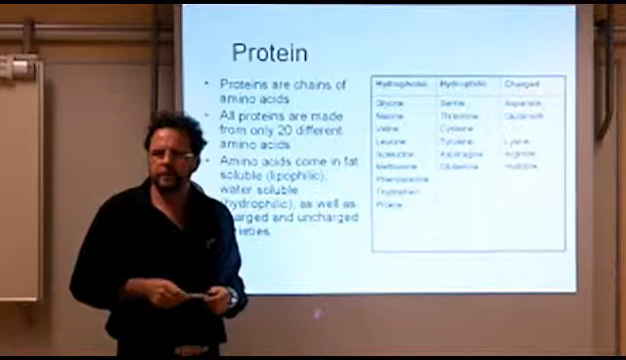 Protein
• Proteins are chains of
amino acids
• All proteins are made
from only 20 different
amino acids
• Amino acids come in fat
soluble (lipophilic),
water soluble
(hydrophilic), as well as
charged and uncharged
varieties.
Hydrophobic Hydrophilic Charged
Glycine Serine Aspartate
Alanine Threonine Glutamate
Valine Cysteine
Leucine Tyrosine Lysine
Isoleucine Asparagine Arginine
Methionine Glutamine Histidine
Phenylalanine
Tryptophan
Proline